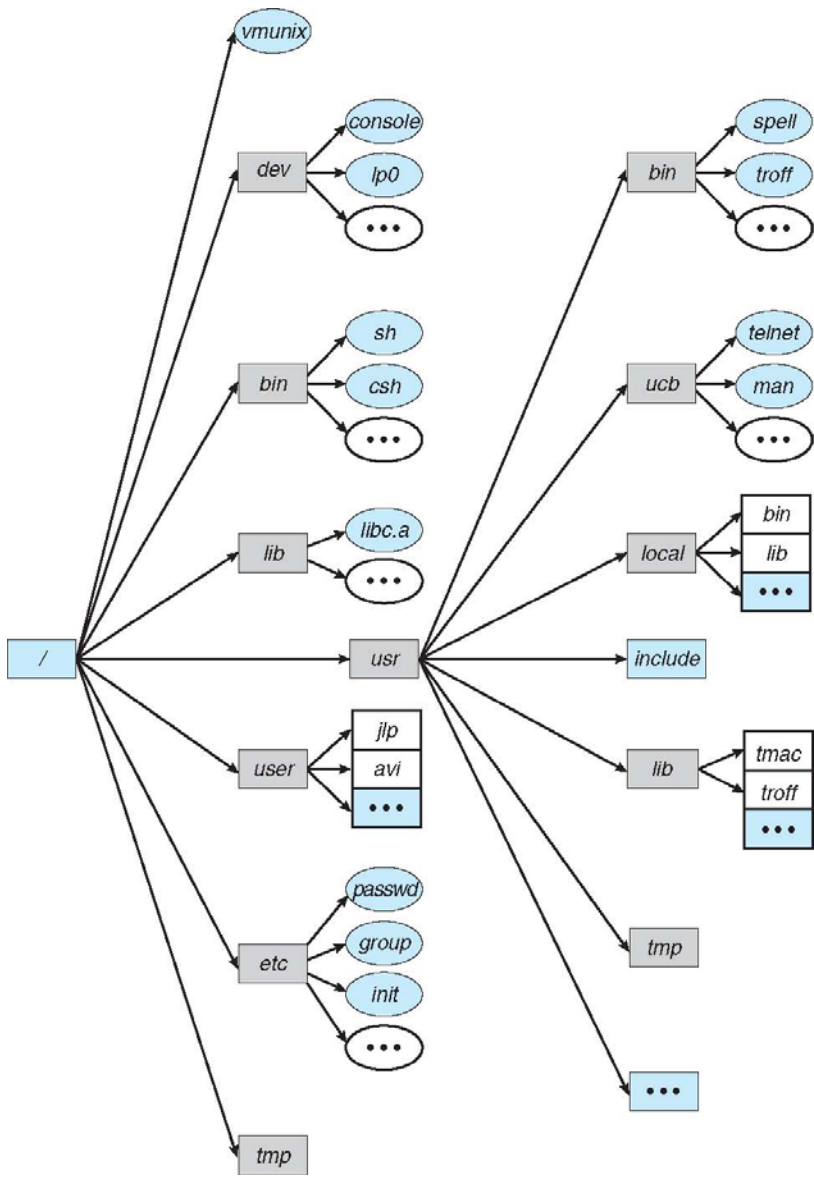 vmunix
console
dev
lp0
•••
sh
bin
csh
•••
libc.a
lib
•••
/
usr
jlp
user
avi
•••
passwd
group
etc
init
•••
tmp
spell
bin
troff
•••
telnet
ucb
man
•••
bin
local
lib
•••
include
tmac
lib
troff
•••
tmp
•••